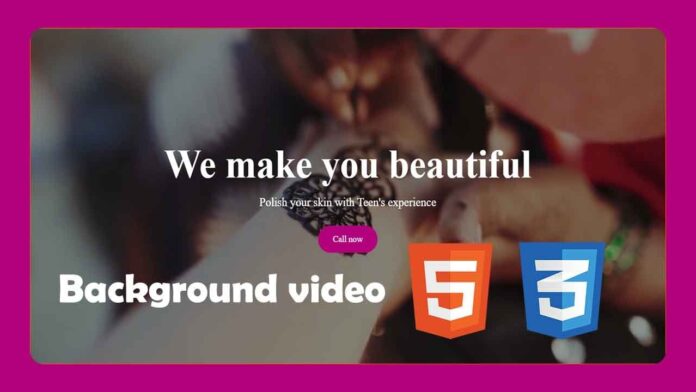 We make you beautiful
Polish your skin with Teen's experience
Call now
Background video
5
3